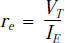 r_e = V_T / I_E